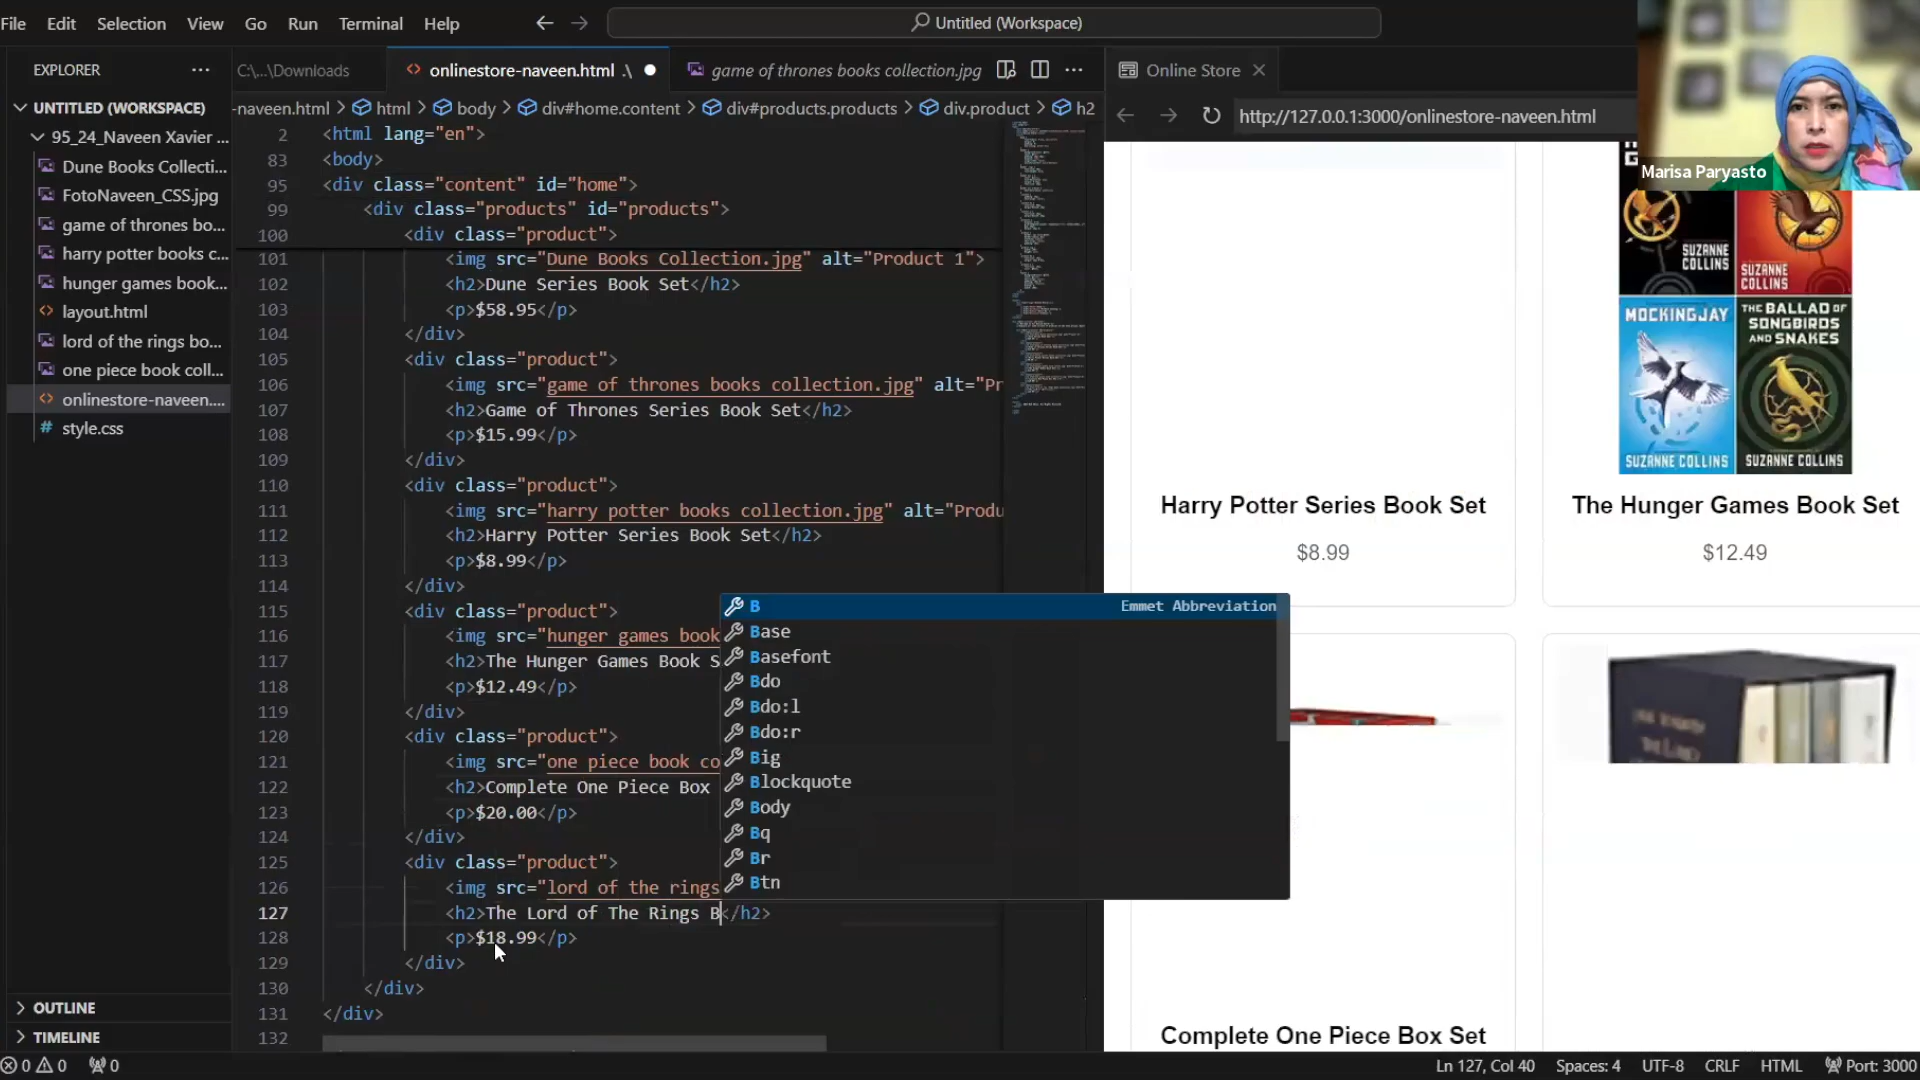 File Edit Selection View Go Run Terminal Help
Untitled (Workspace)
EXPLORER
C:\...\Downloads
onlinestore-naveen.html .\
game of thrones books collection.jpg
Online Store
UNTITLED (WORKSPACE)
-naveen.html > html > body > div#home.content > div#products.products > div.product > h2
http://127.0.0.1:3000/onlinestore-naveen.html
95_24_Naveen Xavier ...
Dune Books Collecti...
FotoNaveen_CSS.jpg
game of thrones bo...
harry potter books c...
hunger games book...
layout.html
lord of the rings bo...
one piece book coll...
onlinestore-naveen....
style.css
OUTLINE
TIMELINE
2 <html lang="en">
83 <body>
95 <div class="content" id="home">
99 <div class="products" id="products">
100 <div class="product">
101 <img src="Dune Books Collection.jpg" alt="Product 1">
102 <h2>Dune Series Book Set</h2>
103 <p>$58.95</p>
104 </div>
105 <div class="product">
106 <img src="game of thrones books collection.jpg" alt="Pr
107 <h2>Game of Thrones Series Book Set</h2>
108 <p>$15.99</p>
109 </div>
110 <div class="product">
111 <img src="harry potter books collection.jpg" alt="Produ
112 <h2>Harry Potter Series Book Set</h2>
113 <p>$8.99</p>
114 </div>
115 <div class="product">
116 <img src="hunger games book
117 <h2>The Hunger Games Book S
118 <p>$12.49</p>
119 </div>
120 <div class="product">
121 <img src="one piece book co
122 <h2>Complete One Piece Box
123 <p>$20.00</p>
124 </div>
125 <div class="product">
126 <img src="lord of the rings
127 <h2>The Lord of The Rings B</h2>
128 <p>$18.99</p>
129 </div>
130 </div>
131 </div>
132
B Emmet Abbreviation
Base
Basefont
Bdo
Bdo:l
Bdo:r
Big
Blockquote
Body
Bq
Br
Btn
Marisa Paryasto
SUZANNE COLLINS
SUZANNE COLLINS
MOCKINGJAY
THE BALLAD OF SONGBIRDS AND SNAKES
SUZANNE COLLINS
SUZANNE COLLINS
Harry Potter Series Book Set
$8.99
The Hunger Games Book Set
$12.49
Complete One Piece Box Set
0 0 0
Ln 127, Col 40 Spaces: 4 UTF-8 CRLF HTML Port: 3000